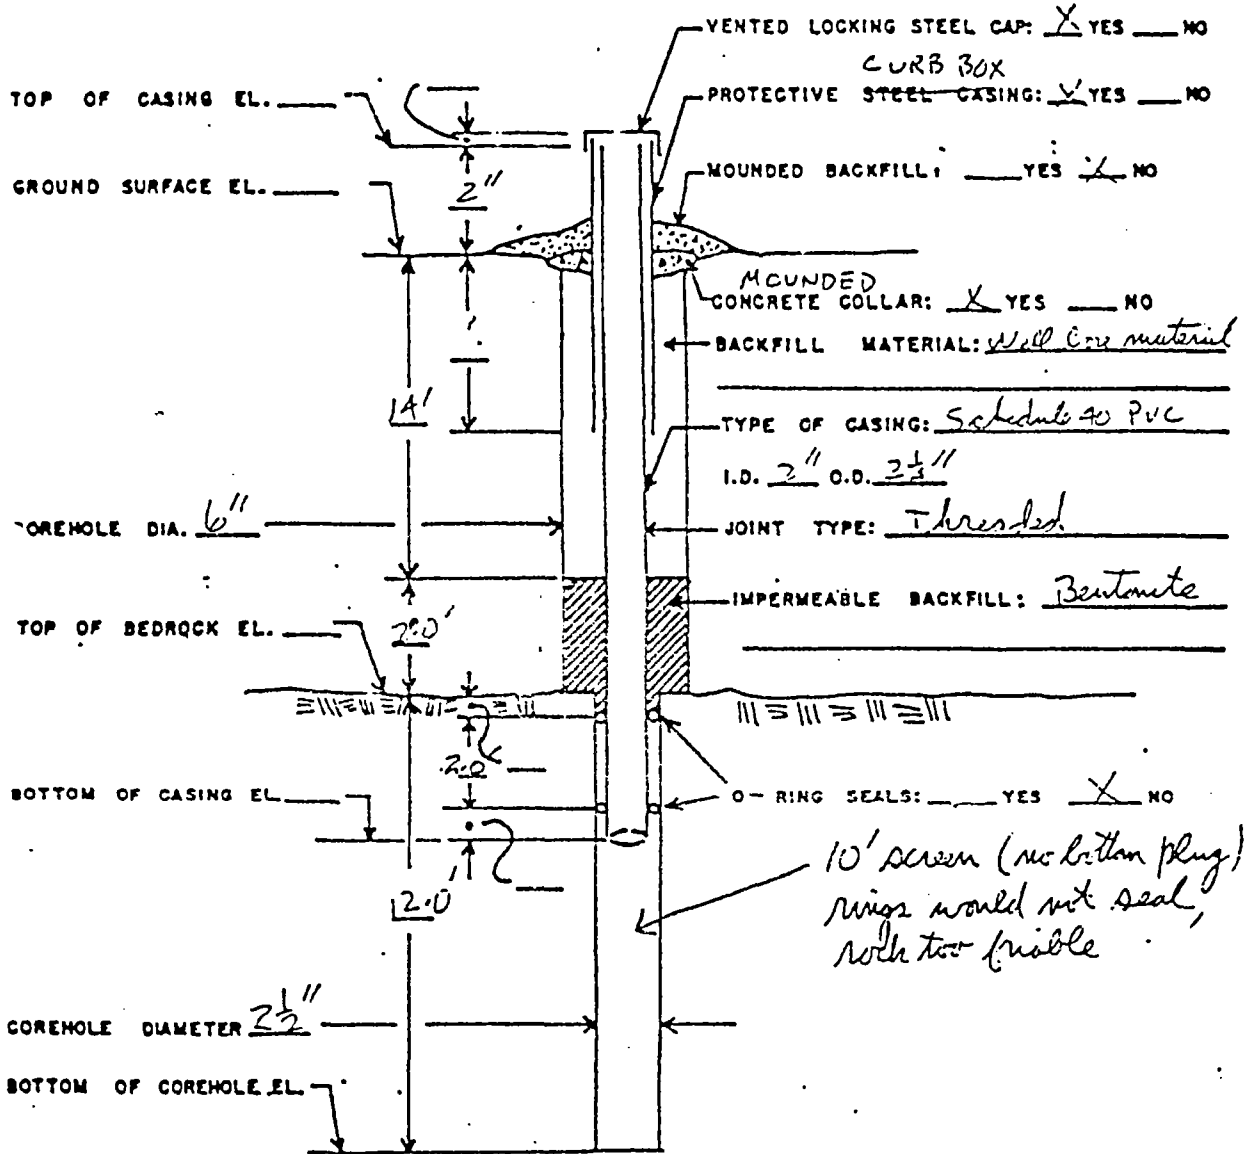 VENTED LOCKING STEEL CAP: X YES ___ NO
CURB BOX
TOP OF CASING EL. ___
PROTECTIVE STEEL CASING: X YES ___ NO
MOUNDED BACKFILL: ___ YES X NO
GROUND SURFACE EL. ___
2"
MOUNDED
CONCRETE COLLAR: X YES ___ NO
BACKFILL MATERIAL: Well Core material
14'
TYPE OF CASING: Schedule 40 PVC
I.D. 2" O.D.
COREHOLE DIA. 6"
JOINT TYPE: Threaded
IMPERMEABLE BACKFILL: Bentonite
2.0'
TOP OF BEDROCK EL. ___
2.0
BOTTOM OF CASING EL ___
O-RING SEALS: ___ YES X NO
10' screen (no bottom plug)
rings would not seal,
rock too friable
12.0'
COREHOLE DIAMETER 2 1/2"
BOTTOM OF COREHOLE EL.